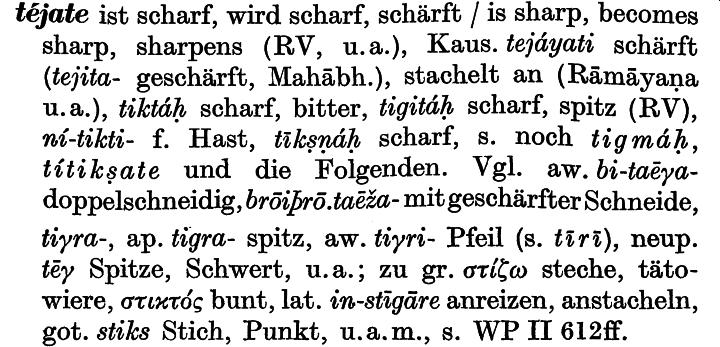 téjate ist scharf, wird scharf, schärft / is sharp, becomes
sharp, sharpens (RV, u.a.), Kaus. tejáyati schärft
(tejita- geschärft, Mahābh.), stachelt an (Rāmāyaṇa
u.a.), tiktáḥ scharf, bitter, tigitáḥ scharf, spitz (RV),
ní-tikti- f. Hast, tīkṣṇáḥ scharf, s. noch tigmáḥ,
títikṣate und die Folgenden. Vgl. aw. bi-taēγa-
doppelschneidig, brōiþrō.taēža- mit geschärfter Schneide,
tiγra-, ap. tigra- spitz, aw. tiγri- Pfeil (s. tīrī), neup.
tēγ Spitze, Schwert, u.a.; zu gr. στίζω steche, täto-
wiere, στικτός bunt, lat. in-stīgāre anreizen, anstacheln,
got. stiks Stich, Punkt, u.a.m., s. WP II 612ff.